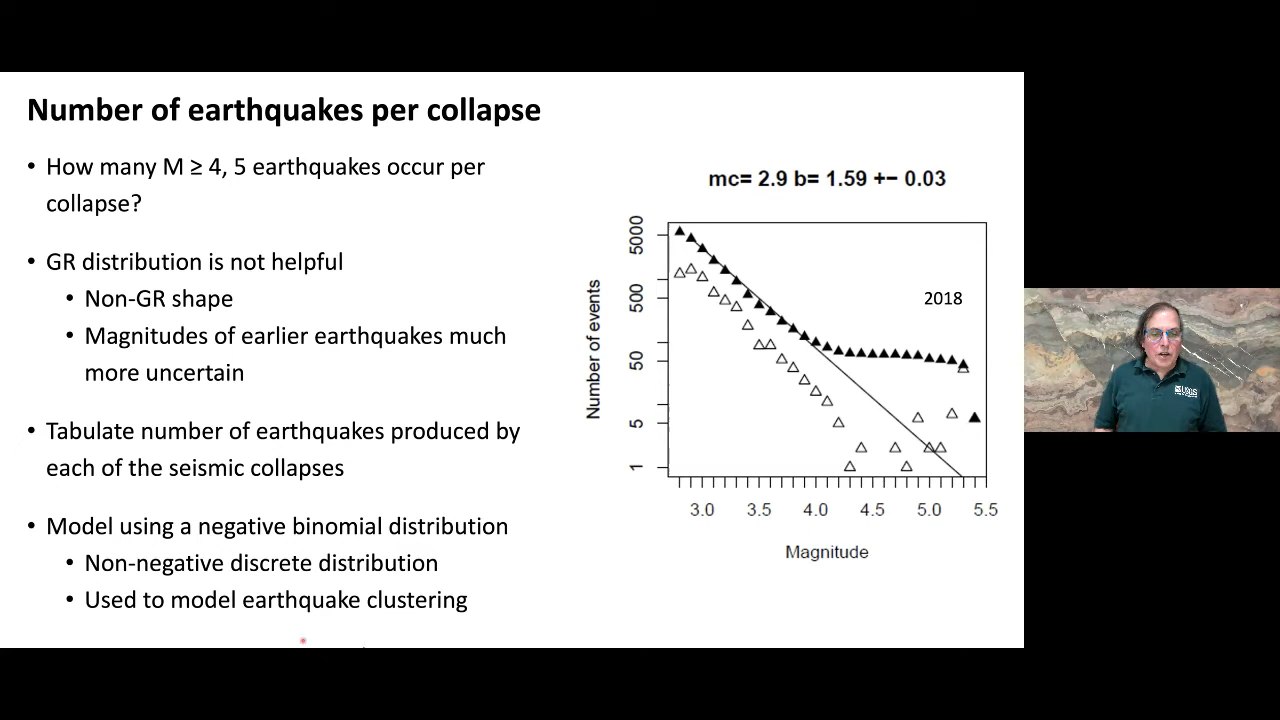 Number of earthquakes per collapse
• How many M ≥ 4, 5 earthquakes occur per
collapse?
• GR distribution is not helpful
• Non-GR shape
• Magnitudes of earlier earthquakes much
more uncertain
• Tabulate number of earthquakes produced by
each of the seismic collapses
• Model using a negative binomial distribution
• Non-negative discrete distribution
• Used to model earthquake clustering
mc= 2.9 b= 1.59 +− 0.03
Number of events
5000
500
50
5
1
2018
3.0 3.5 4.0 4.5 5.0 5.5
Magnitude
USGS